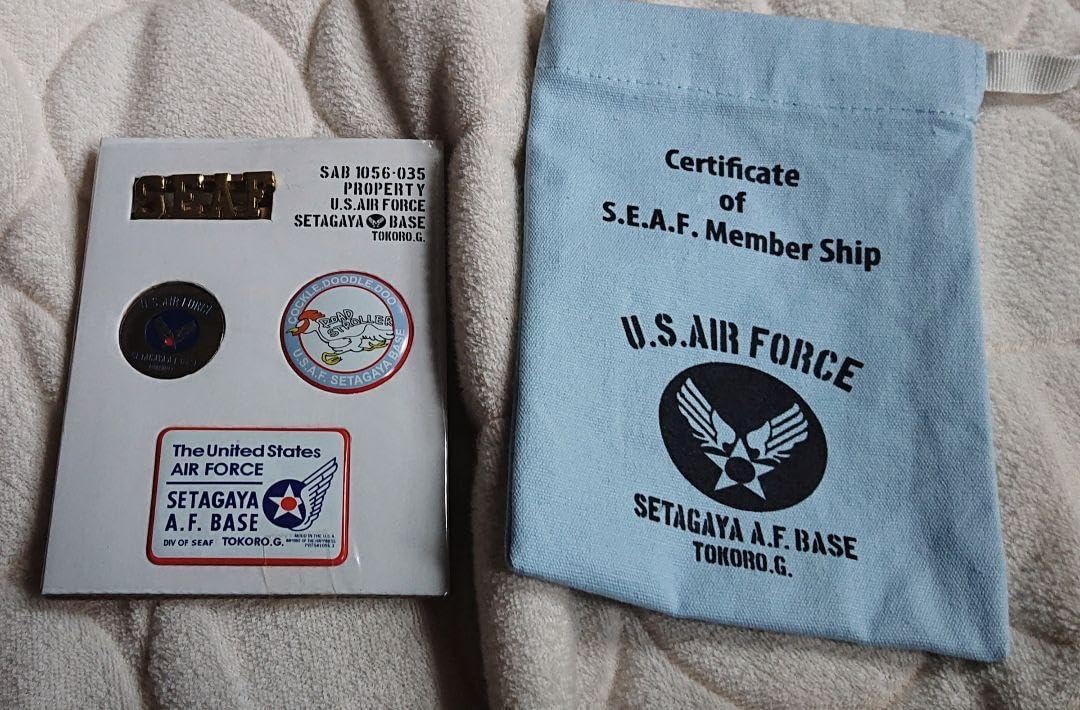 SEAF
SAB 1056-035
PROPERTY
U.S.AIR FORCE
SETAGAYA BASE
TOKORO.G.
U.S.AIR FORCE
SETAGAYA BASE
COCKLE DOODLE DOO
ROAD
STROLLER
U.S.A.F. SETAGAYA BASE
The United States
AIR FORCE
SETAGAYA
A.F. BASE
DIV OF SEAF TOKORO.G.
Certificate
of
S.E.A.F. Member Ship
U.S.AIR FORCE
SETAGAYA A.F. BASE
TOKORO.G.